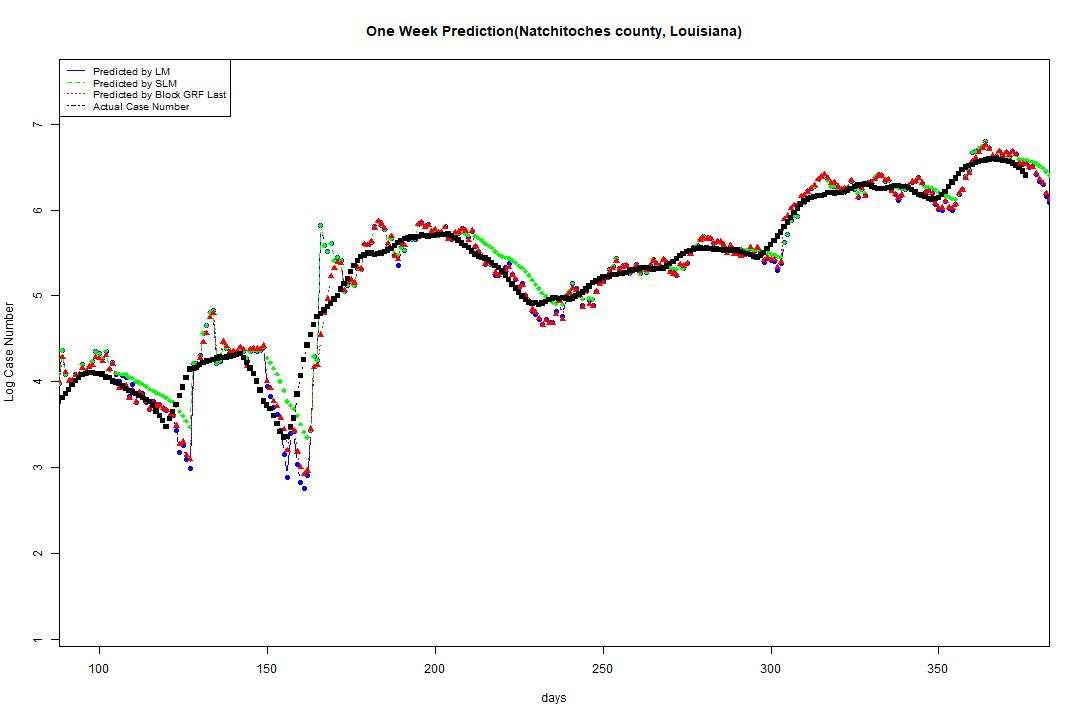 One Week Prediction(Natchitoches county, Louisiana)
Predicted by LM
Predicted by SLM
Predicted by Block GRF Last
Actual Case Number
7
6
5
4
3
2
1
Log Case Number
100 150 200 250 300 350
days